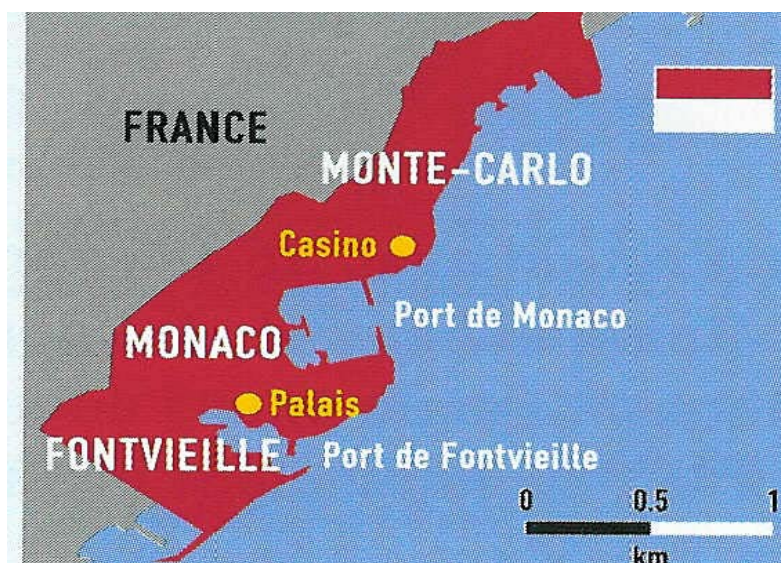 FRANCE
MONTE-CARLO
Casino
Port de Monaco
MONACO
Palais
FONTVIEILLE
Port de Fontvieille
0 0.5 1
km